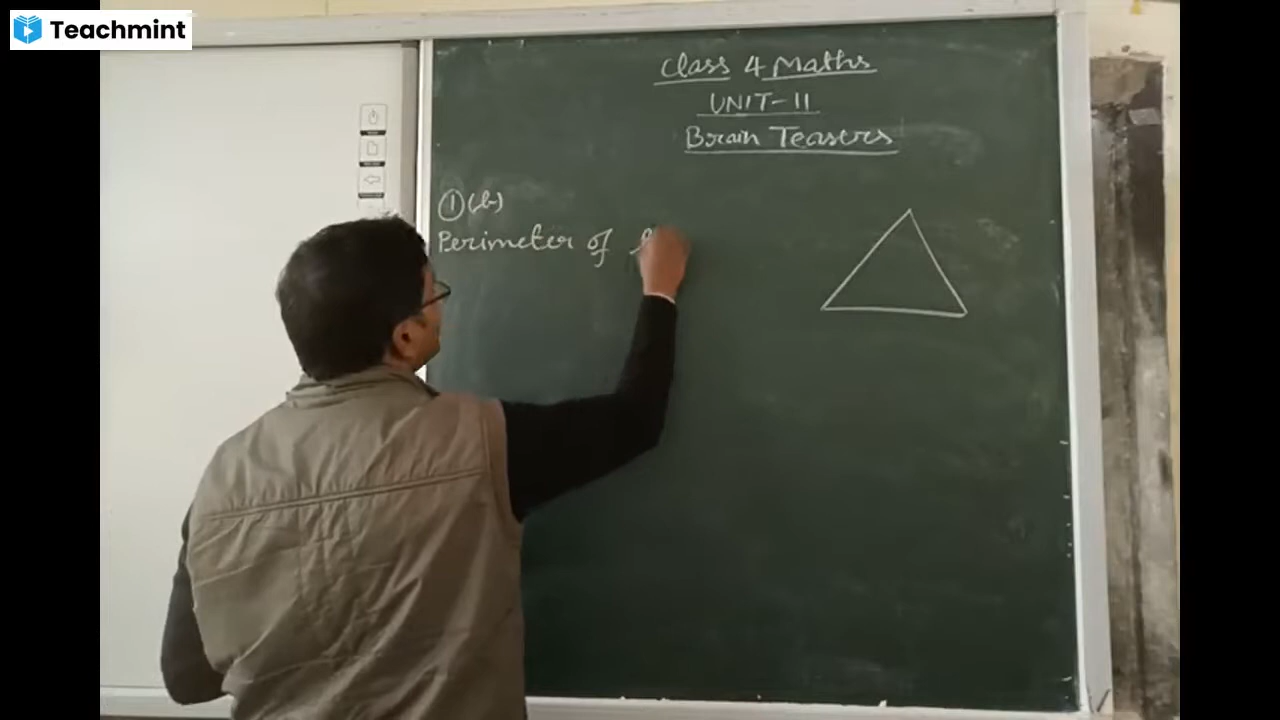 Teachmint
Class 4 Maths
UNIT-11
Brain Teasers
1 (b)
Perimeter of